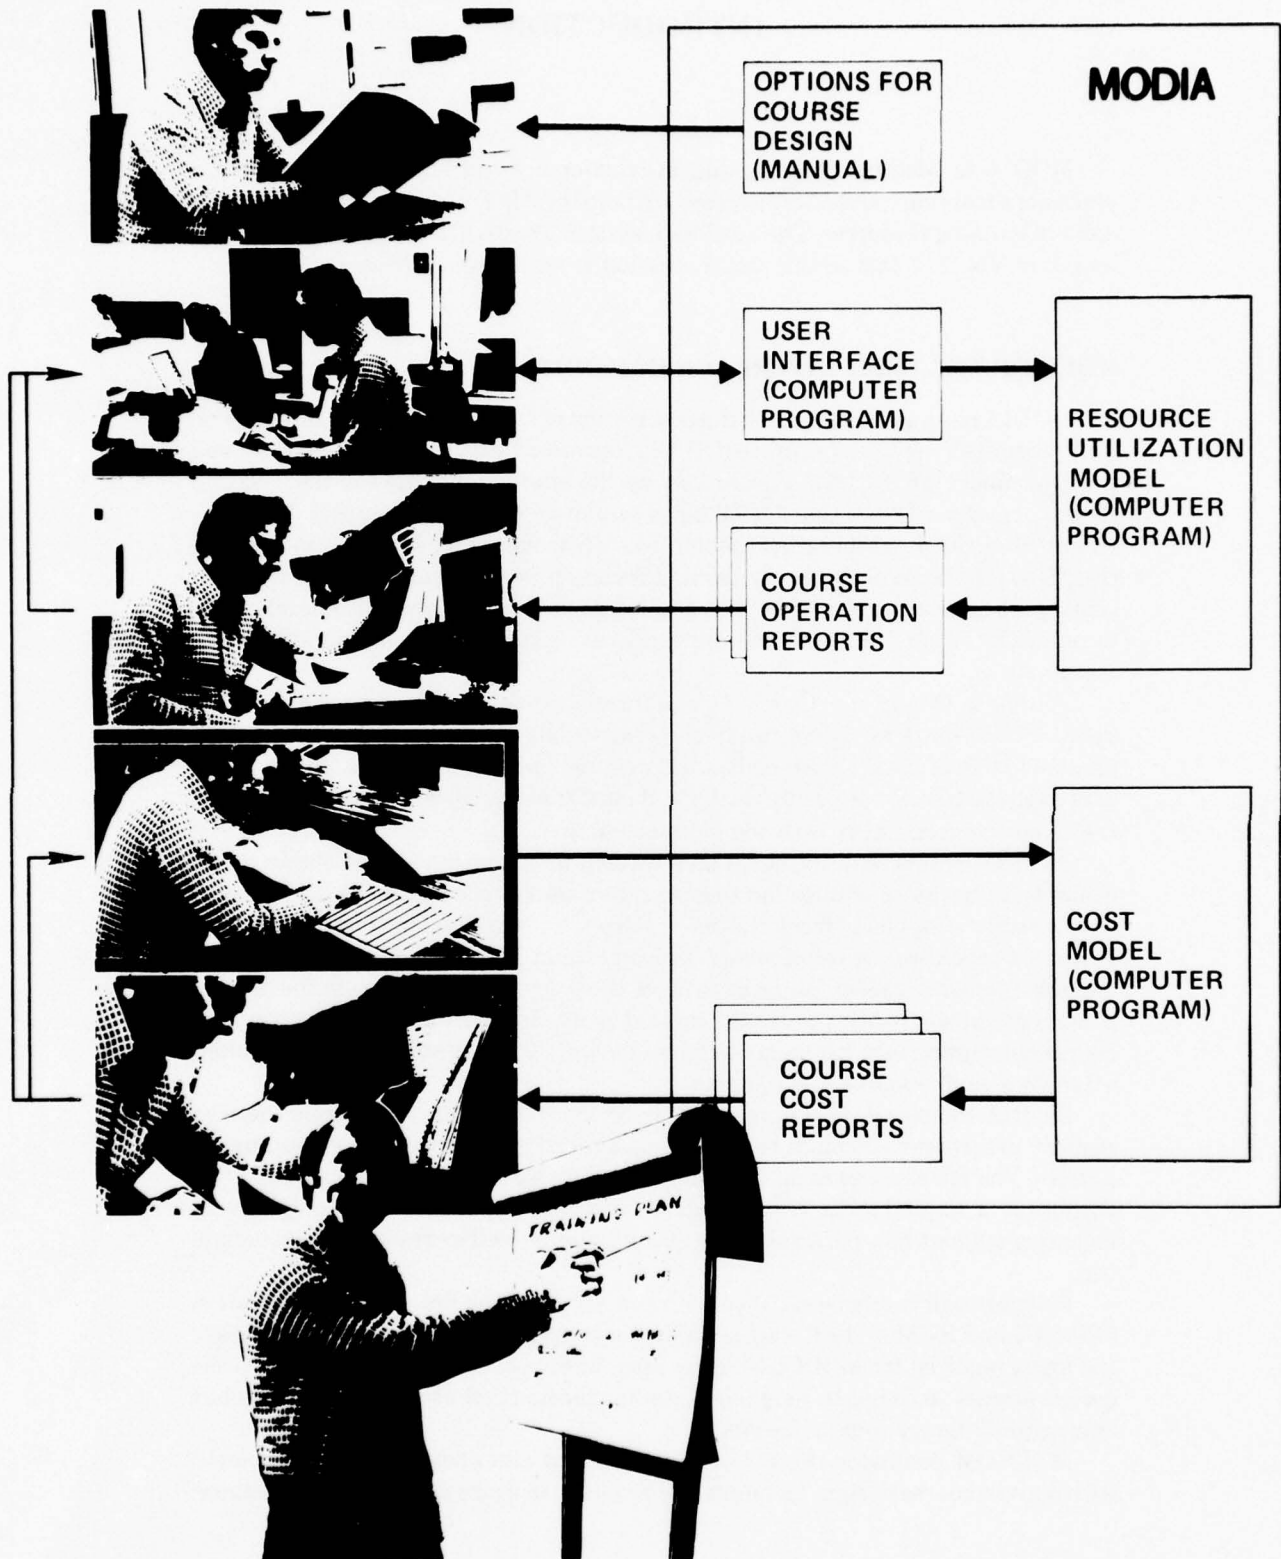 MODIA
OPTIONS FOR
COURSE
DESIGN
(MANUAL)
USER
INTERFACE
(COMPUTER
PROGRAM)
RESOURCE
UTILIZATION
MODEL
(COMPUTER
PROGRAM)
COURSE
OPERATION
REPORTS
COST
MODEL
(COMPUTER
PROGRAM)
COURSE
COST
REPORTS
TRAINING PLAN